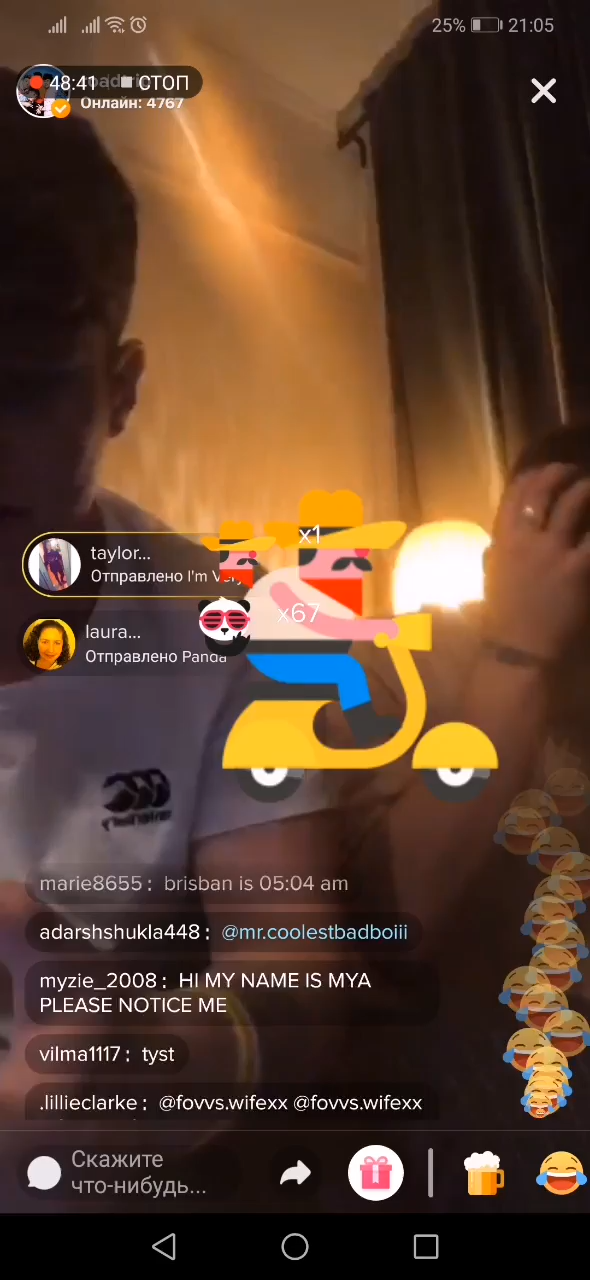 25% 21:05
48:41 СТОП
Онлайн: 4767
x1
taylor...
Отправлено I'm Very
x67
laura...
Отправлено Panda
marie8655 : brisban is 05:04 am
adarshshukla448 : @mr.coolestbadboiii
myzie_2008 : HI MY NAME IS MYA
PLEASE NOTICE ME
vilma1117 : tyst
.lillieclarke : @fovvs.wifexx @fovvs.wifexx
Скажите
что-нибудь...